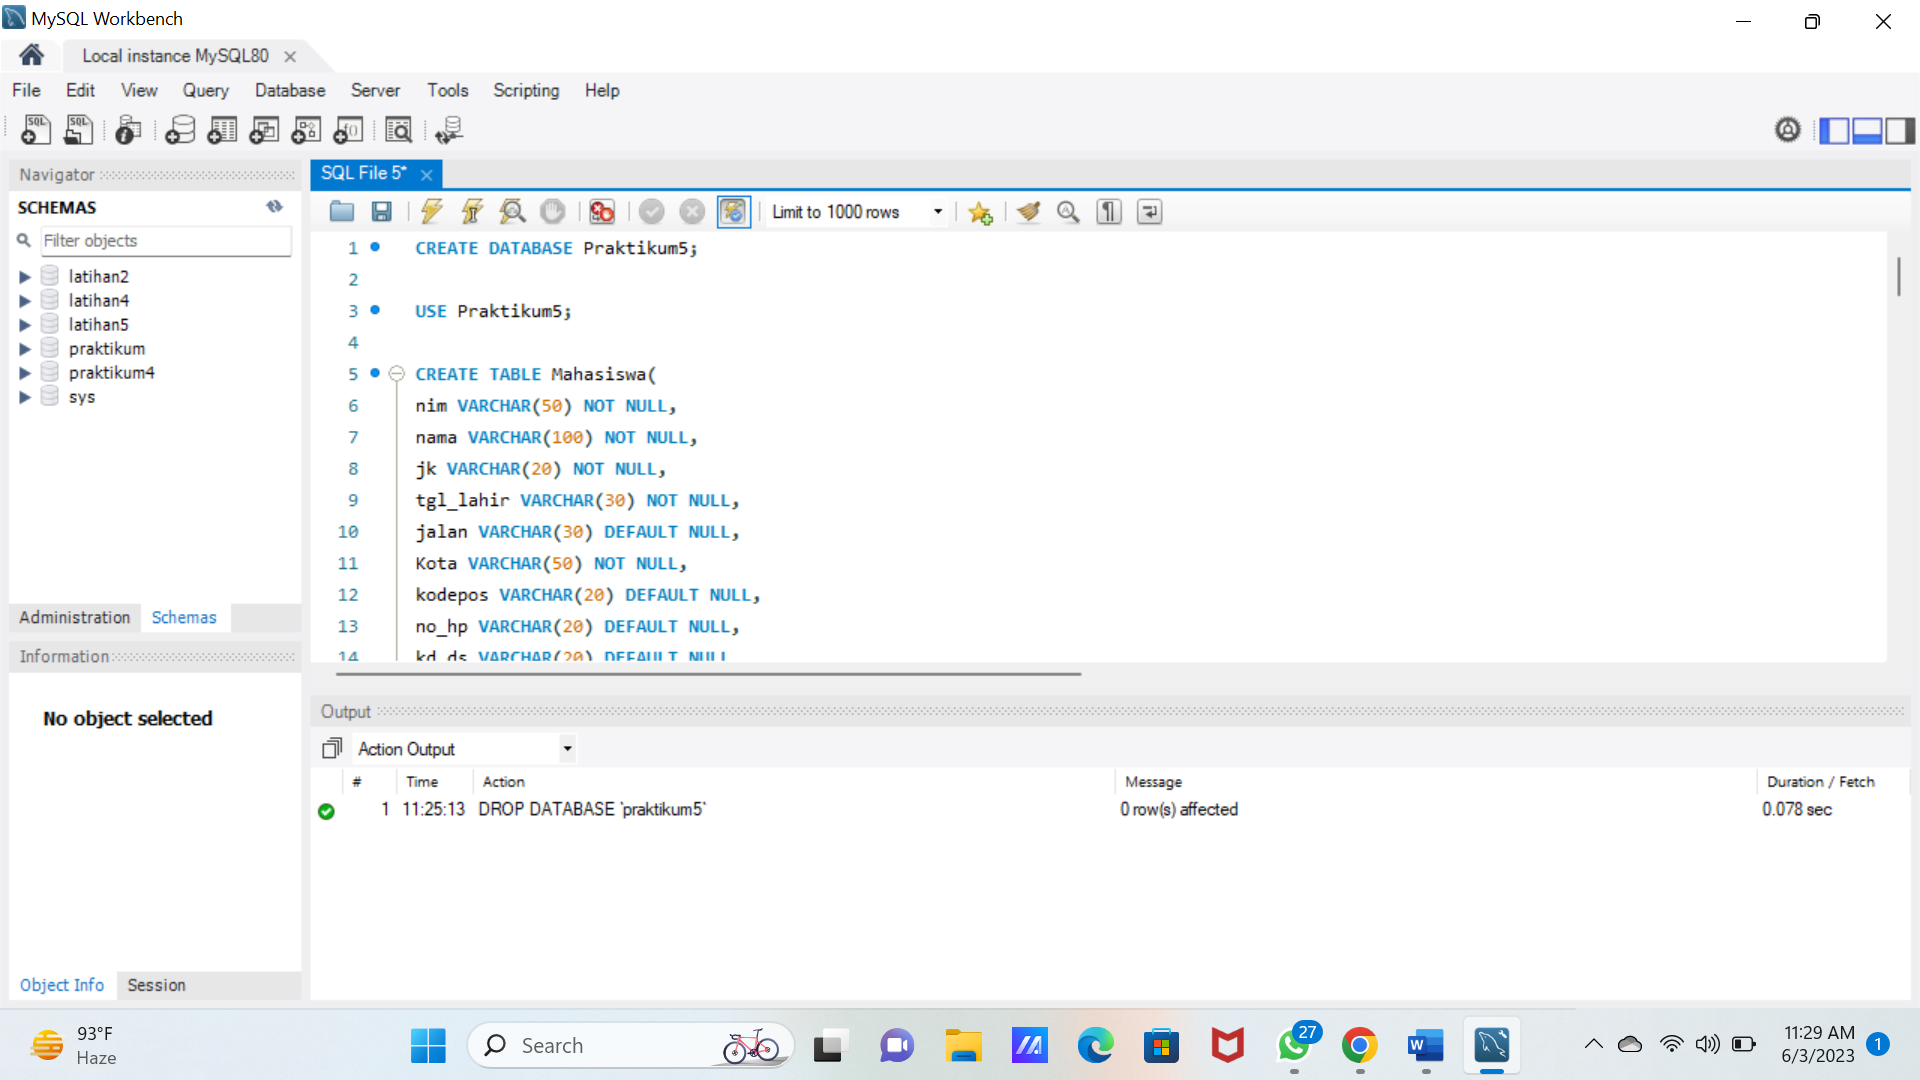 MySQL Workbench
Local instance MySQL80
File Edit View Query Database Server Tools Scripting Help
Navigator
SCHEMAS
Filter objects
latihan2
latihan4
latihan5
praktikum
praktikum4
sys
Administration Schemas
Information
No object selected
Object Info Session
SQL File 5*
Limit to 1000 rows
1 CREATE DATABASE Praktikum5;
2
3 USE Praktikum5;
4
5 CREATE TABLE Mahasiswa(
6 nim VARCHAR(50) NOT NULL,
7 nama VARCHAR(100) NOT NULL,
8 jk VARCHAR(20) NOT NULL,
9 tgl_lahir VARCHAR(30) NOT NULL,
10 jalan VARCHAR(30) DEFAULT NULL,
11 Kota VARCHAR(50) NOT NULL,
12 kodepos VARCHAR(20) DEFAULT NULL,
13 no_hp VARCHAR(20) DEFAULT NULL,
14 kd_ds VARCHAR(20) DEFAULT NULL
Output
Action Output
# Time Action Message Duration / Fetch
1 11:25:13 DROP DATABASE `praktikum5` 0 row(s) affected 0.078 sec
93°F
Haze
Search
27
11:29 AM
6/3/2023
1